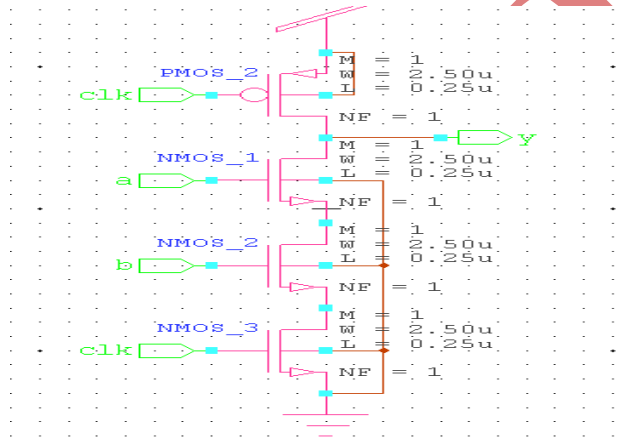 M = 1
PMOS_2 W = 2.50u
clk L = 0.25u
NF = 1
y
M = 1
NMOS_1 W = 2.50u
a L = 0.25u
NF = 1
M = 1
NMOS_2 W = 2.50u
b L = 0.25u
NF = 1
M = 1
NMOS_3 W = 2.50u
clk L = 0.25u
NF = 1